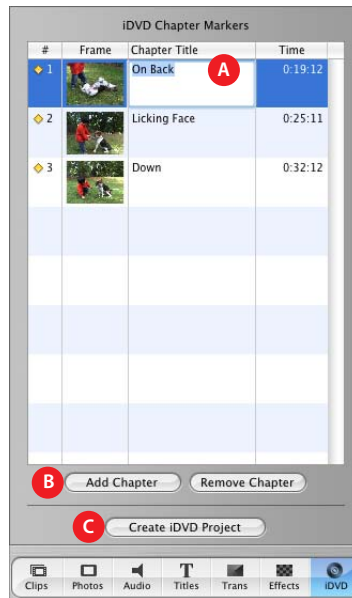 iDVD Chapter Markers
# Frame Chapter Title Time
1 On Back A 0:19:12
2 Licking Face 0:25:11
3 Down 0:32:12
B Add Chapter Remove Chapter
C Create iDVD Project
Clips Photos Audio T Titles Trans Effects iDVD